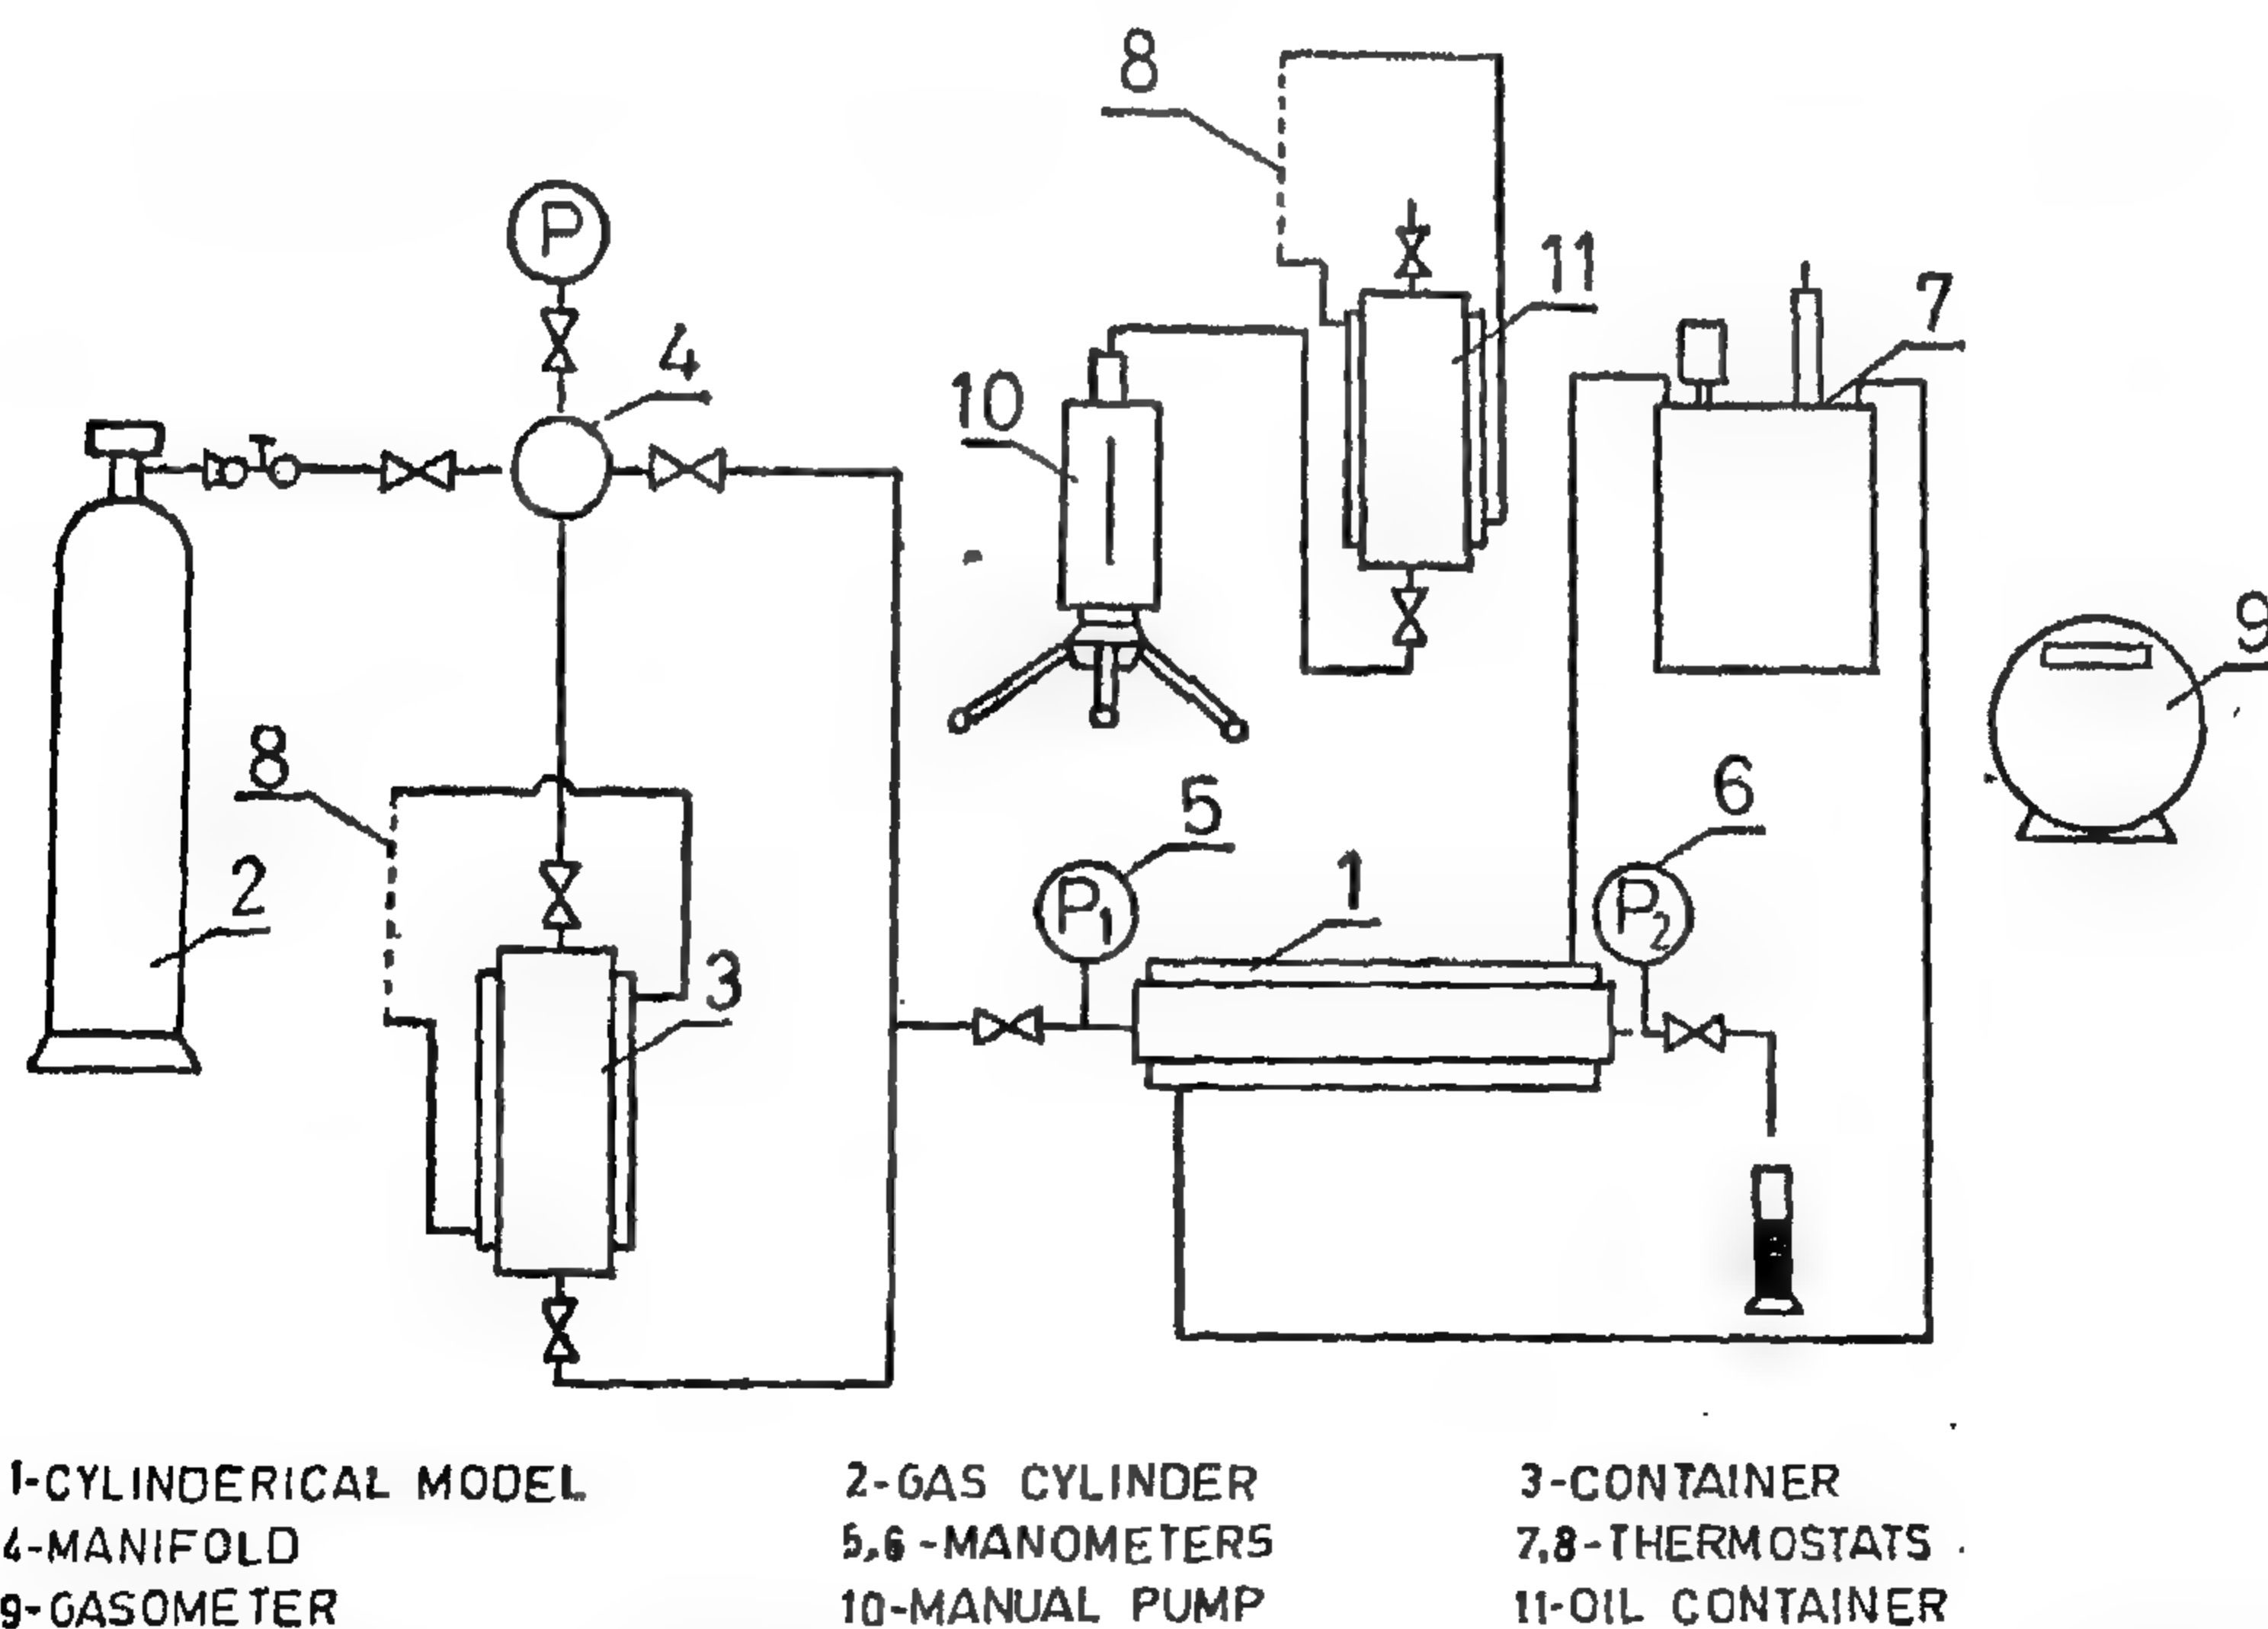 8
P
11
7
4
10
9
8
5
6
2
1
P1
P2
3
1-CYLINDERICAL MODEL 2-GAS CYLINDER 3-CONTAINER
4-MANIFOLD 5,6-MANOMETERS 7,8-THERMOSTATS
9-GASOMETER 10-MANUAL PUMP 11-OIL CONTAINER